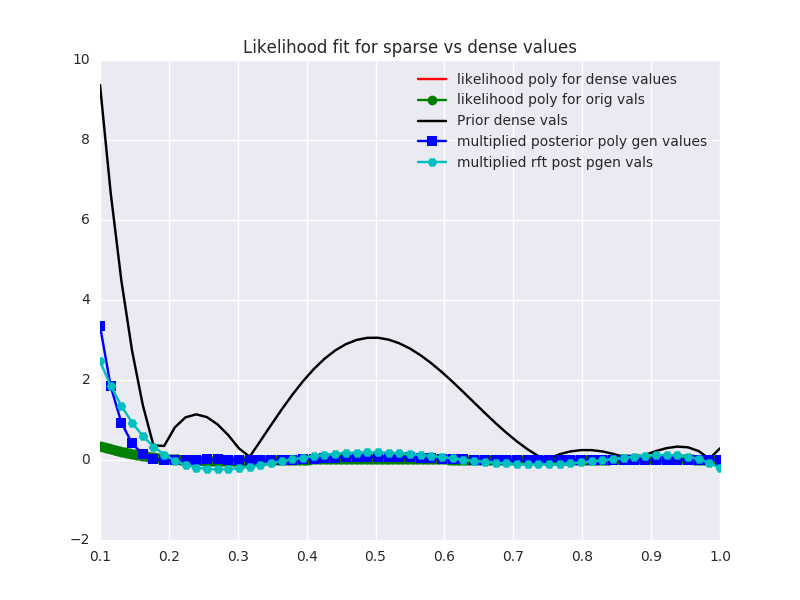 Likelihood fit for sparse vs dense values
10
8
6
4
2
0
−2
likelihood poly for dense values
likelihood poly for orig vals
Prior dense vals
multiplied posterior poly gen values
multiplied rft post pgen vals
0.1 0.2 0.3 0.4 0.5 0.6 0.7 0.8 0.9 1.0